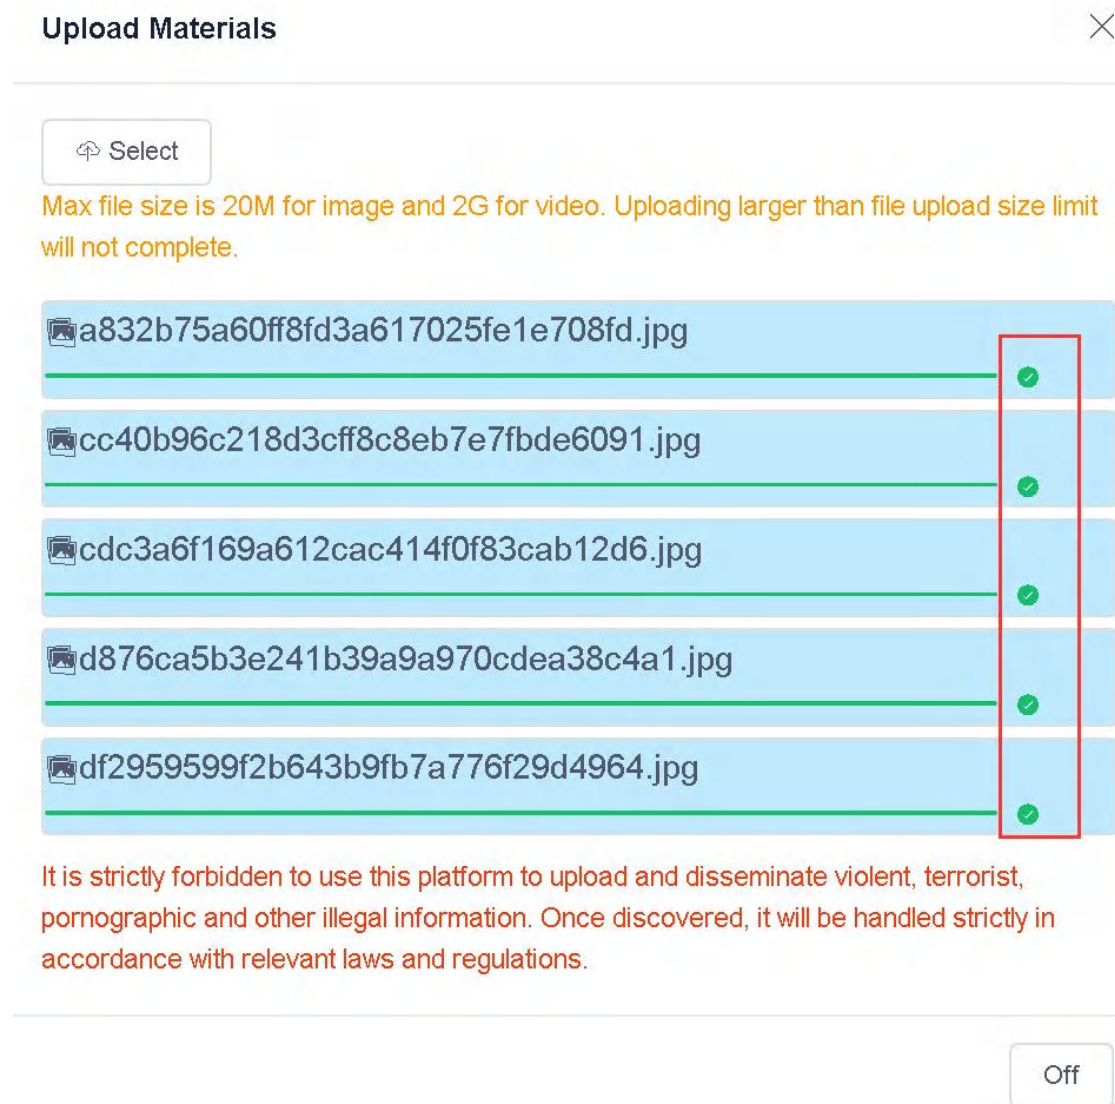 Upload Materials
Select
Max file size is 20M for image and 2G for video. Uploading larger than file upload size limit
will not complete.
a832b75a60ff8fd3a617025fe1e708fd.jpg
cc40b96c218d3cff8c8eb7e7fbde6091.jpg
cdc3a6f169a612cac414f0f83cab12d6.jpg
d876ca5b3e241b39a9a970cdea38c4a1.jpg
df2959599f2b643b9fb7a776f29d4964.jpg
It is strictly forbidden to use this platform to upload and disseminate violent, terrorist,
pornographic and other illegal information. Once discovered, it will be handled strictly in
accordance with relevant laws and regulations.
Off